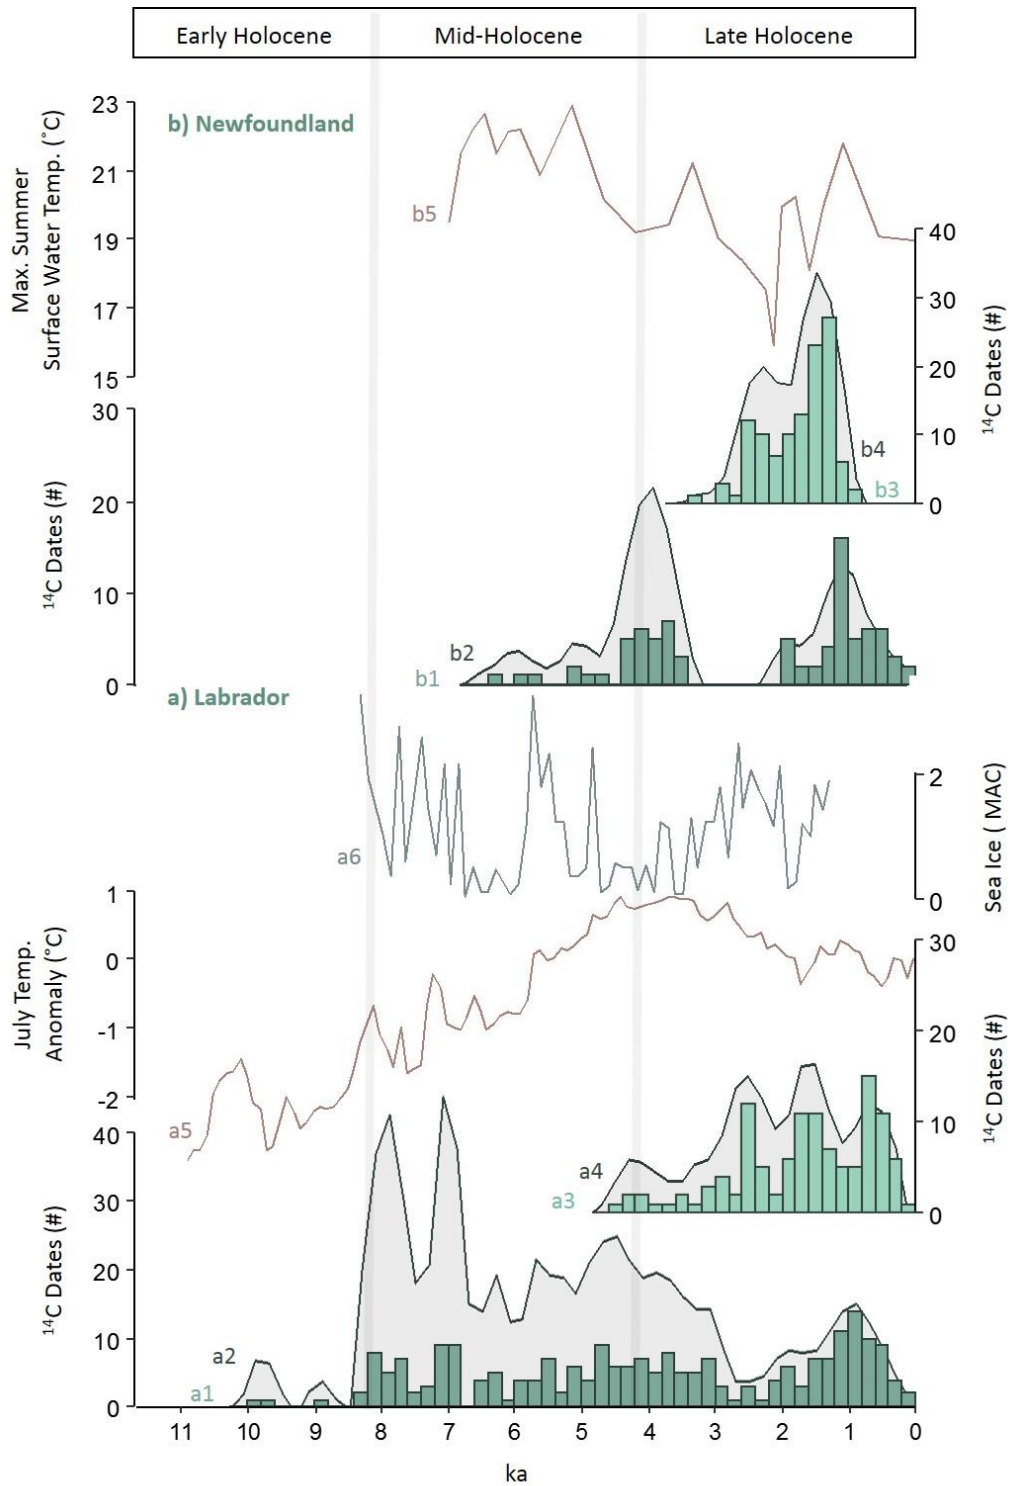 Early Holocene Mid-Holocene Late Holocene
b) Newfoundland
Max. Summer
Surface Water Temp. (˚C)
23
21
19
17
15
b5
40
30
20
10
0
¹⁴C Dates (#)
b4
b3
30
20
10
0
¹⁴C Dates (#)
b2
b1
a) Labrador
a6
2
0
Sea Ice ( MAC)
July Temp.
Anomaly (˚C)
1
0
-1
-2
a5
30
20
10
0
¹⁴C Dates (#)
a4
a3
40
30
20
10
0
¹⁴C Dates (#)
a2
a1
11 10 9 8 7 6 5 4 3 2 1 0
ka